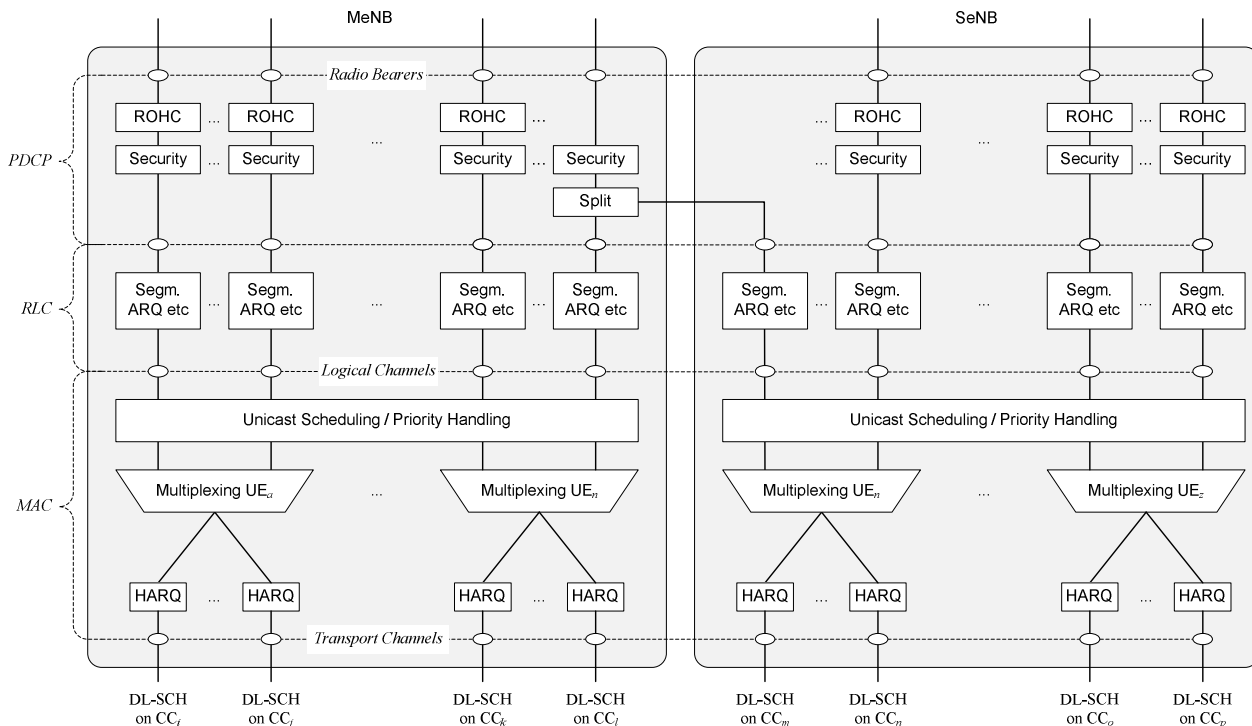 MeNB SeNB
Radio Bearers
ROHC ... ROHC ROHC ... ... ROHC ROHC ... ROHC
... ...
PDCP Security ... Security Security ... Security ... Security Security ... Security
Split
Segm. Segm. Segm. Segm. Segm. Segm. Segm. Segm.
RLC ... ... ... ... ... ...
ARQ etc ARQ etc ARQ etc ARQ etc ARQ etc ARQ etc ARQ etc ARQ etc
Logical Channels
Unicast Scheduling / Priority Handling Unicast Scheduling / Priority Handling
Multiplexing UEa ... Multiplexing UEn Multiplexing UEn ... Multiplexing UEz
MAC
HARQ ... HARQ HARQ ... HARQ HARQ ... HARQ HARQ ... HARQ
Transport Channels
DL-SCH DL-SCH DL-SCH DL-SCH DL-SCH DL-SCH DL-SCH DL-SCH
on CCi on CCj on CCk on CCl on CCm on CCn on CCo on CCp